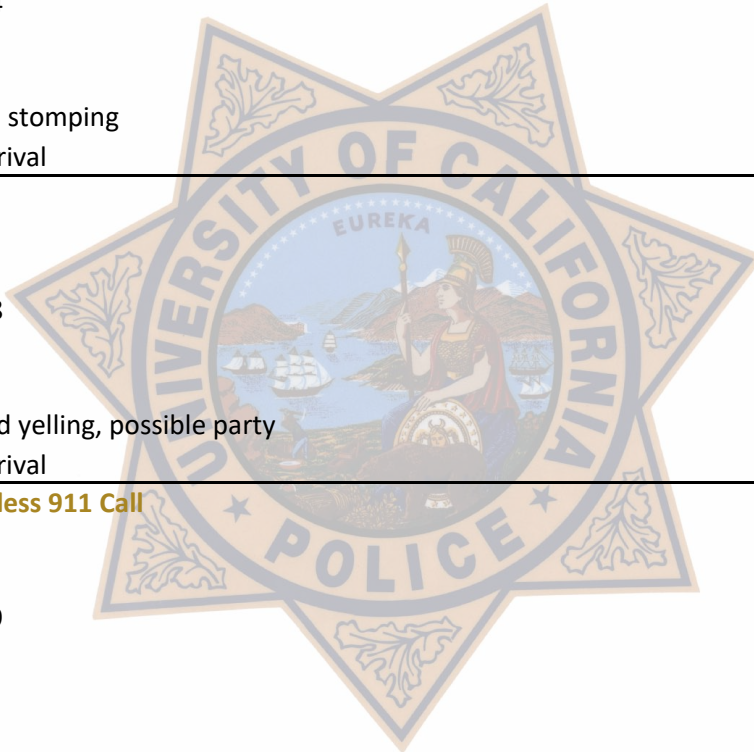 stomping
rival
UNIVERSITY OF CALIFORNIA
EUREKA
d yelling, possible party
rival
less 911 Call
POLICE